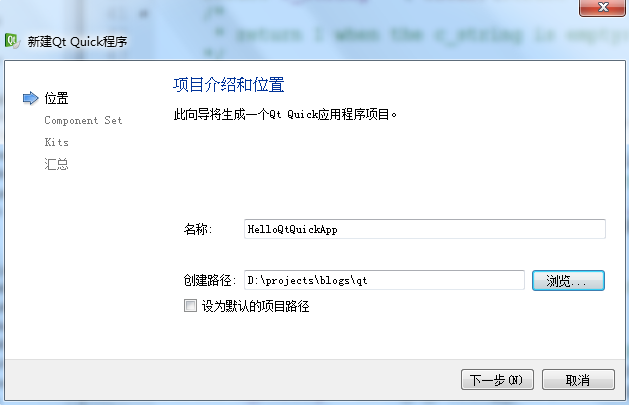 /*
* return 1 when the c_string is empty
*/
新建Qt Quick程序
位置
Component Set
Kits
汇总
项目介绍和位置
此向导将生成一个Qt Quick应用程序项目。
名称: HelloQtQuickApp
创建路径: D:\projects\blogs\qt 浏览...
设为默认的项目路径
下一步(N) 取消